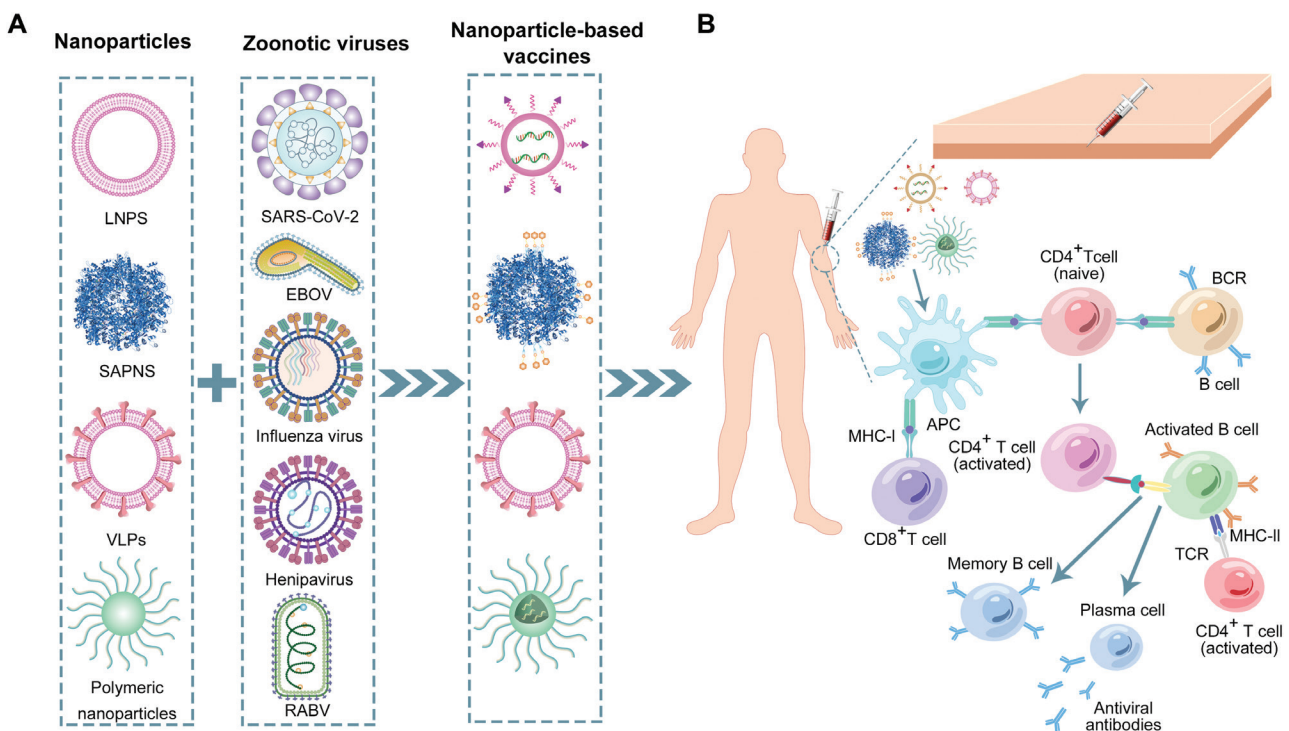 A
Nanoparticles
LNPS
SAPNS
VLPs
Polymeric
nanoparticles
Zoonotic viruses
SARS-CoV-2
EBOV
Influenza virus
Henipavirus
RABV
Nanoparticle-based
vaccines
B
CD4+Tcell
(naive)
BCR
B cell
MHC-I
APC
CD8+T cell
CD4+ T cell
(activated)
Activated B cell
MHC-II
TCR
CD4+ T cell
(activated)
Memory B cell
Plasma cell
Antiviral
antibodies